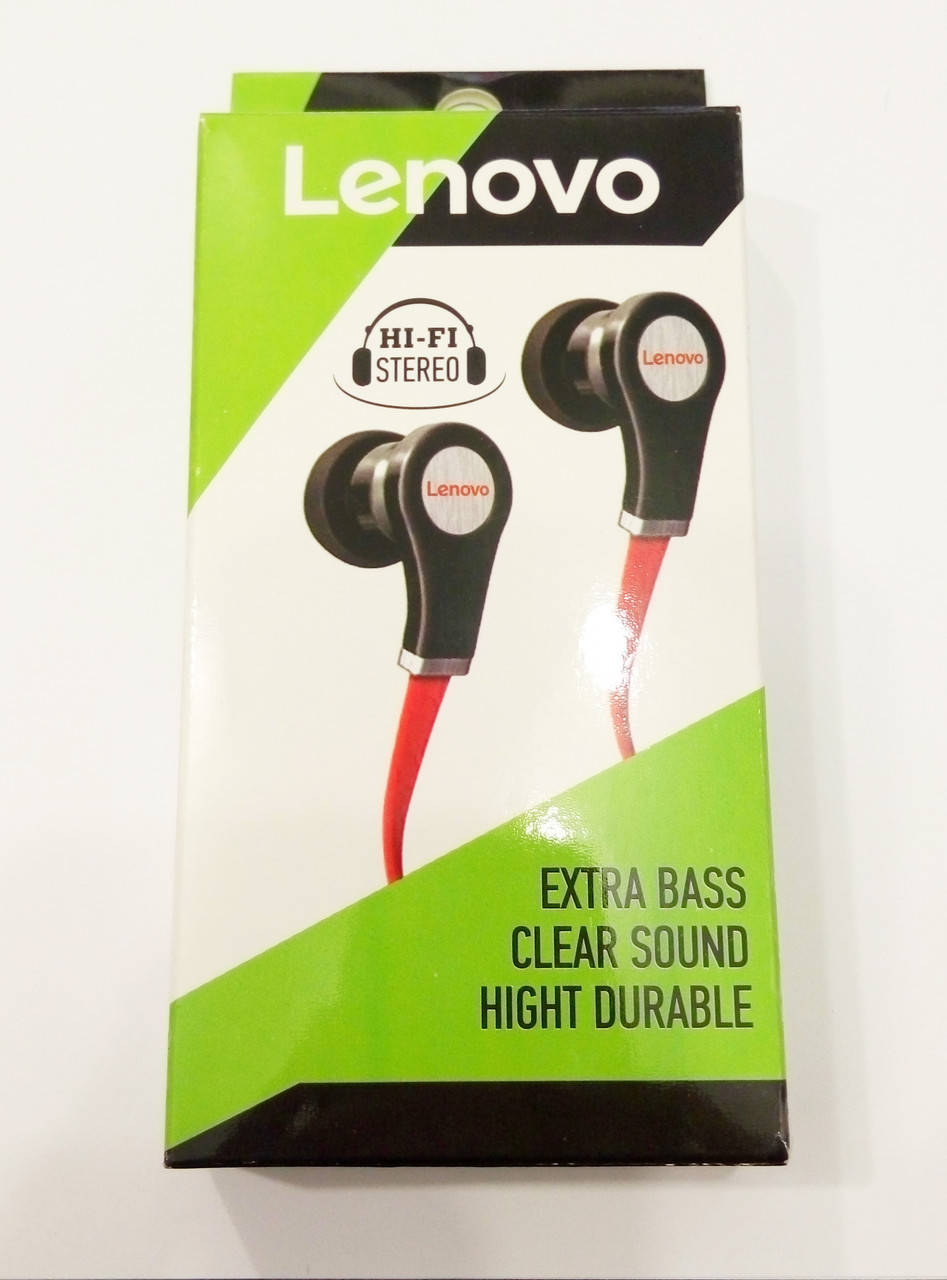 Lenovo
HI-FI
STEREO
Lenovo
Lenovo
EXTRA BASS
CLEAR SOUND
HIGHT DURABLE